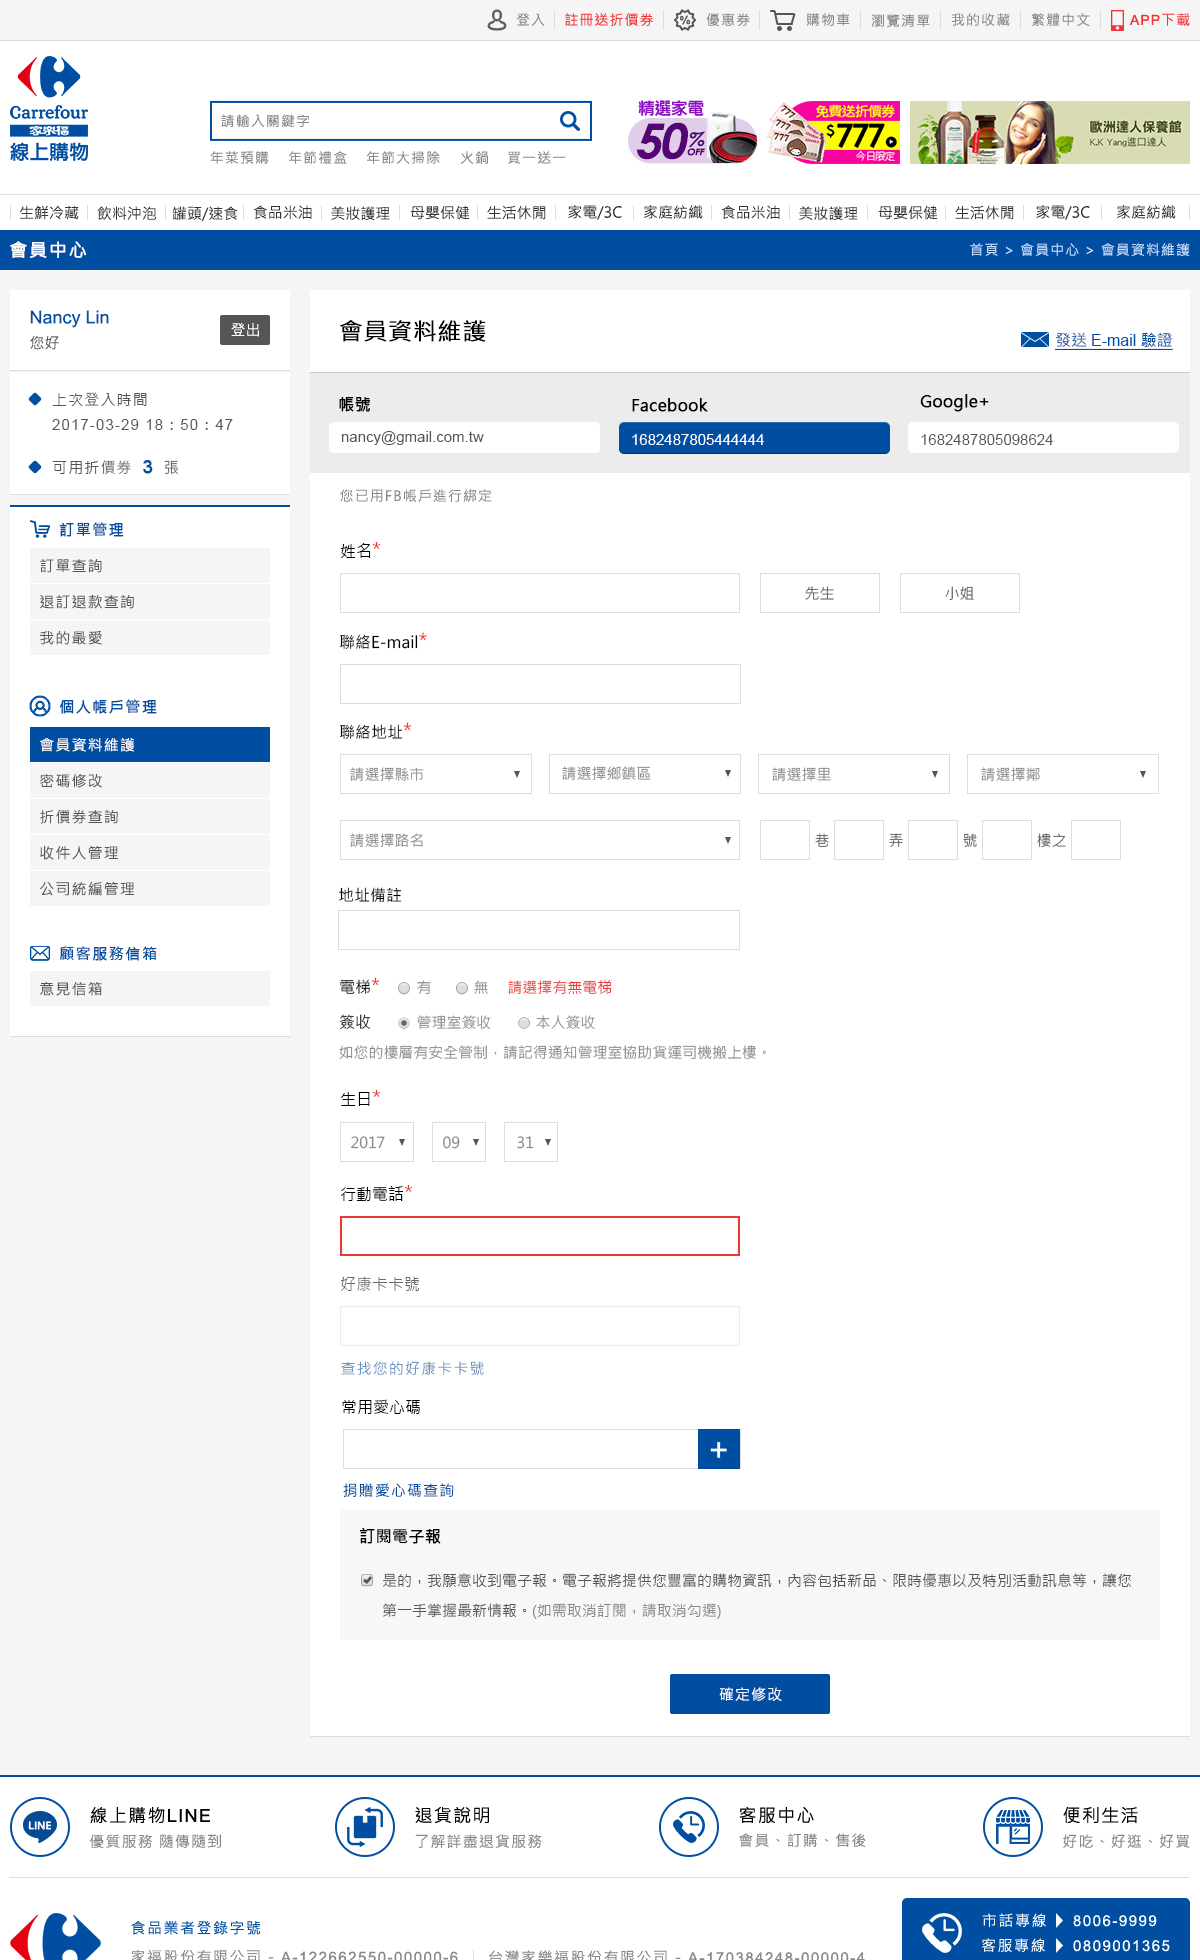 登入 註冊送折價券 優惠券 購物車 瀏覽清單 我的收藏 繁體中文 APP下載
Carrefour
家樂福
線上購物
請輸入關鍵字
年菜預購 年節禮盒 年節大掃除 火鍋 買一送一
精選家電
50%OFF
免費送折價券
$777
今日限定
歐洲達人保養館
K.K Yang進口達人
生鮮冷藏 飲料沖泡 罐頭/速食 食品米油 美妝護理 母嬰保健 生活休閒 家電/3C 家庭紡織 食品米油 美妝護理 母嬰保健 生活休閒 家電/3C 家庭紡織
會員中心
首頁 > 會員中心 > 會員資料維護
Nancy Lin
您好
登出
上次登入時間
2017-03-29 18 : 50 : 47
可用折價券 3 張
訂單管理
訂單查詢
退訂退款查詢
我的最愛
個人帳戶管理
會員資料維護
密碼修改
折價券查詢
收件人管理
公司統編管理
顧客服務信箱
意見信箱
會員資料維護
發送 E-mail 驗證
帳號 Facebook Google+
nancy@gmail.com.tw 1682487805444444 1682487805098624
您已用FB帳戶進行綁定
姓名*
先生 小姐
聯絡E-mail*
聯絡地址*
請選擇縣市 ▼ 請選擇鄉鎮區 ▼ 請選擇里 ▼ 請選擇鄰 ▼
請選擇路名 ▼ 巷 弄 號 樓之
地址備註
電梯* 有 無 請選擇有無電梯
簽收 管理室簽收 本人簽收
如您的樓層有安全管制，請記得通知管理室協助貨運司機搬上樓。
生日*
2017 ▼ 09 ▼ 31 ▼
行動電話*
好康卡卡號
查找您的好康卡卡號
常用愛心碼
+
捐贈愛心碼查詢
訂閱電子報
是的，我願意收到電子報。電子報將提供您豐富的購物資訊，內容包括新品、限時優惠以及特別活動訊息等，讓您
第一手掌握最新情報。(如需取消訂閱，請取消勾選)
確定修改
LINE
線上購物LINE
優質服務 隨傳隨到
退貨說明
了解詳盡退貨服務
客服中心
會員、訂購、售後
便利生活
好吃、好逛、好買
食品業者登錄字號
家福股份有限公司 - A-122662550-00000-6 台灣家樂福股份有限公司 - A-170384248-00000-4
市話專線 8006-9999
客服專線 0809001365